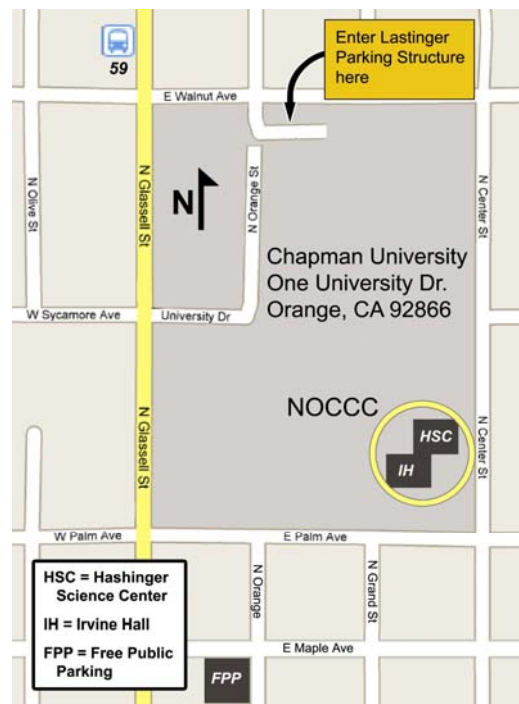 Enter Lastinger
Parking Structure
here
59
E Walnut Ave
N Olive St
N Glassell St
N
N Orange St
N Center St
Chapman University
One University Dr.
Orange, CA 92866
W Sycamore Ave
University Dr
NOCCC
N Glassell St
HSC
IH
N Center St
W Palm Ave
E Palm Ave
HSC = Hashinger
Science Center
IH = Irvine Hall
FPP = Free Public
Parking
N Orange
N Grand St
E Maple Ave
FPP